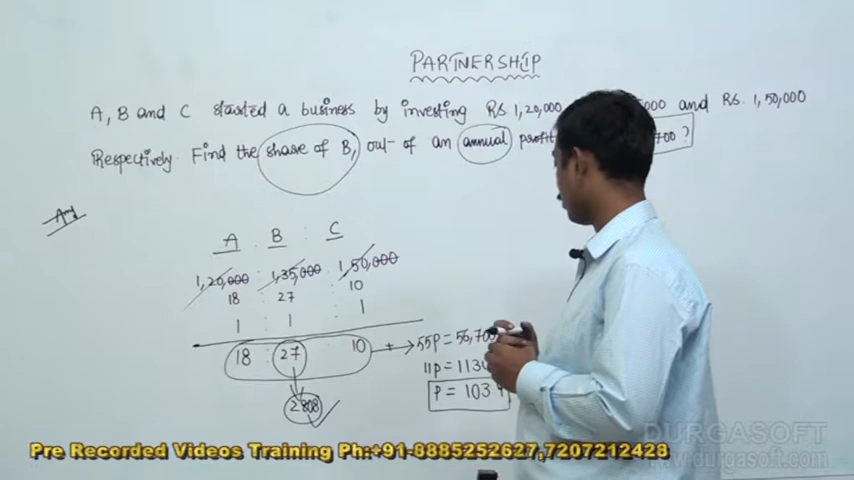 PARTNERSHIP
A, B and C started a business by investing Rs 1,20,000 000 and Rs. 1,50,000
Respectively. Find the share of B, out of an annual profit 700 ?
Ans
A : B : C
1,20,000 : 1,35,000 : 1,50,000
18 : 27 : 10
1 1 1
18 : 27 10 → 55P = 56,700
11P = 1134
P = 103
2808
Pre Recorded Videos Training Ph:+91-8885252627,7207212428
DURGASOFT
www.durgasoft.com